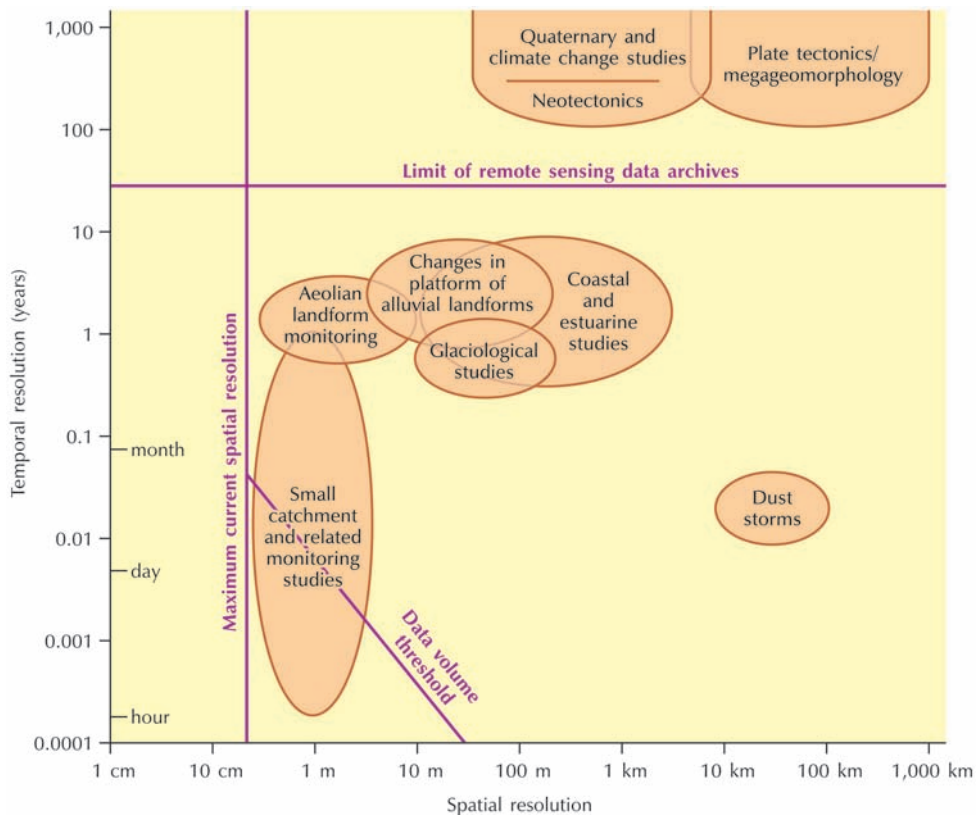 1,000
100
10
1
0.1
0.01
0.001
0.0001
month
day
hour
Temporal resolution (years)
Quaternary and
climate change studies
Neotectonics
Plate tectonics/
megageomorphology
Limit of remote sensing data archives
Maximum current spatial resolution
Aeolian
landform
monitoring
Changes in
platform of
alluvial landforms
Coastal
and
estuarine
studies
Glaciological
studies
Small
catchment
and related
monitoring
studies
Dust
storms
Data volume
threshold
1 cm
10 cm
1 m
10 m
100 m
1 km
10 km
100 km
1,000 km
Spatial resolution